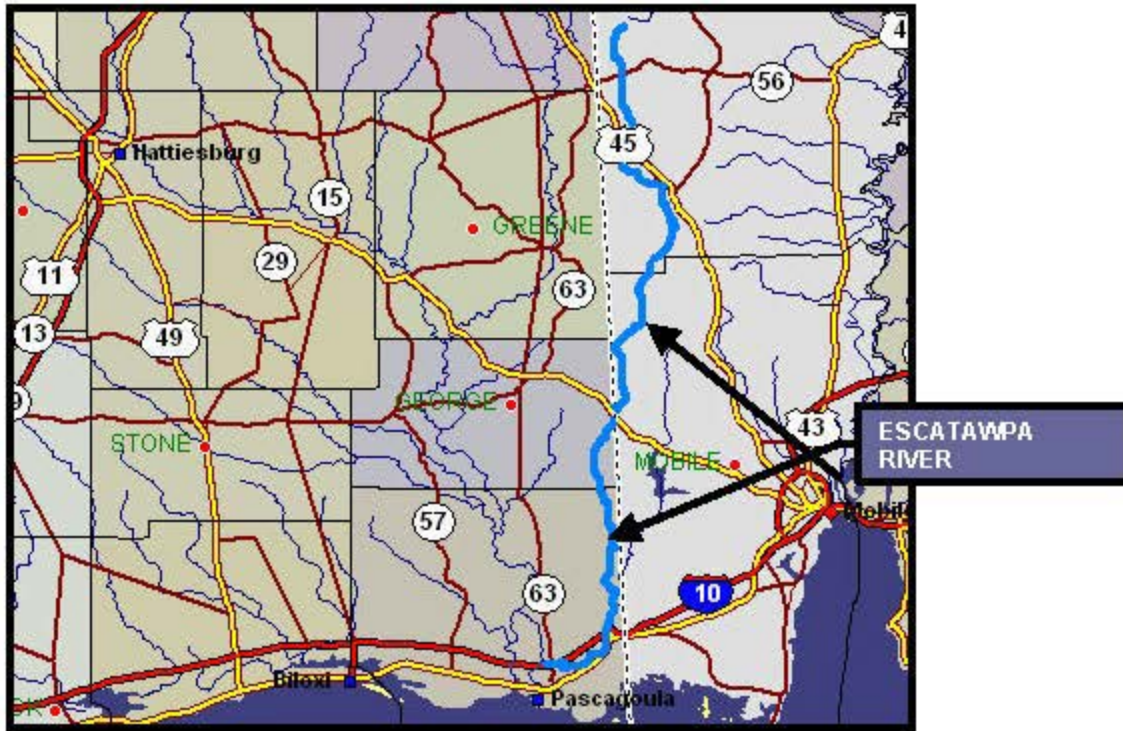 4
56
45
Hattiesburg
15
GREENE
11
29
63
13
49
GEORGE
43
ESCATAWPA
RIVER
STONE
MOBILE
Mobile
57
63
10
Biloxi
Pascagoula